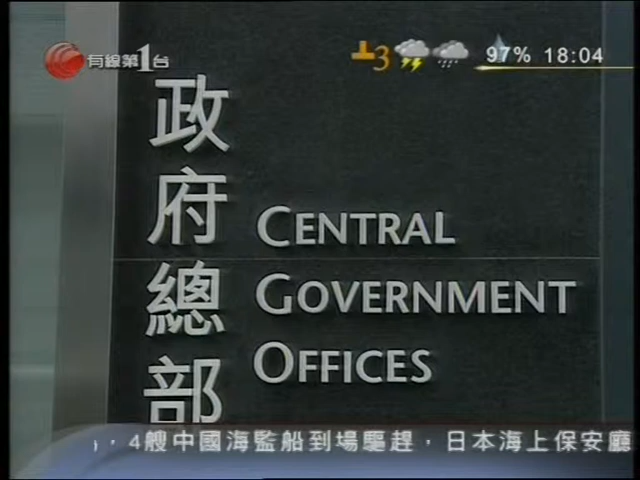 有線第1台
3
97% 18:04
政府總部
CENTRAL
GOVERNMENT
OFFICES
，4艘中國海監船到場驅趕，日本海上保安廳